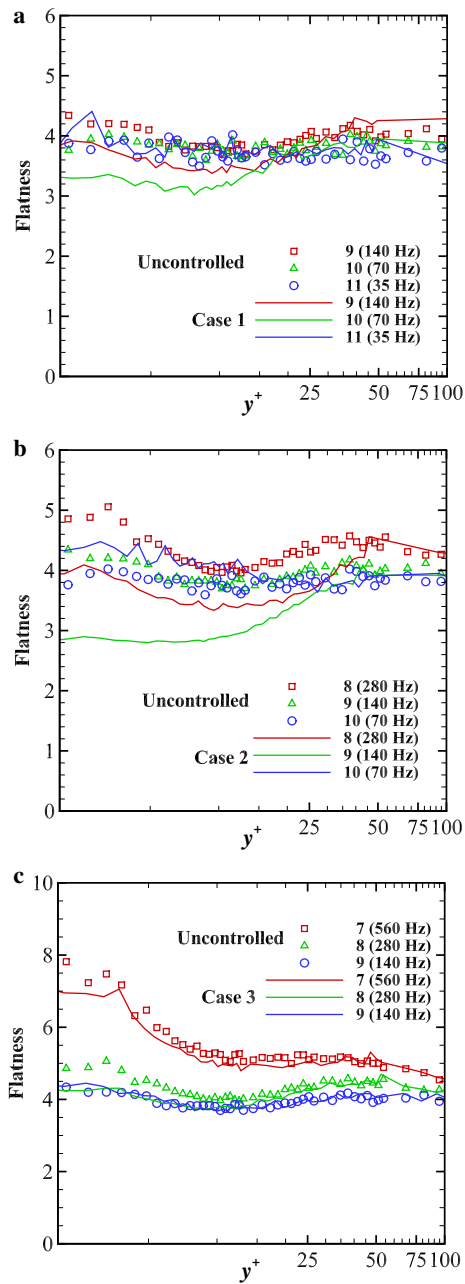 a
6
5
4
3
2
1
0
Flatness
Uncontrolled
9 (140 Hz)
10 (70 Hz)
11 (35 Hz)
Case 1
9 (140 Hz)
10 (70 Hz)
11 (35 Hz)
25 50 75 100
y+
b
6
5
4
3
2
1
0
Flatness
Uncontrolled
8 (280 Hz)
9 (140 Hz)
10 (70 Hz)
Case 2
8 (280 Hz)
9 (140 Hz)
10 (70 Hz)
25 50 75 100
y+
c
10
8
6
4
2
0
Flatness
Uncontrolled
7 (560 Hz)
8 (280 Hz)
9 (140 Hz)
Case 3
7 (560 Hz)
8 (280 Hz)
9 (140 Hz)
25 50 75 100
y+